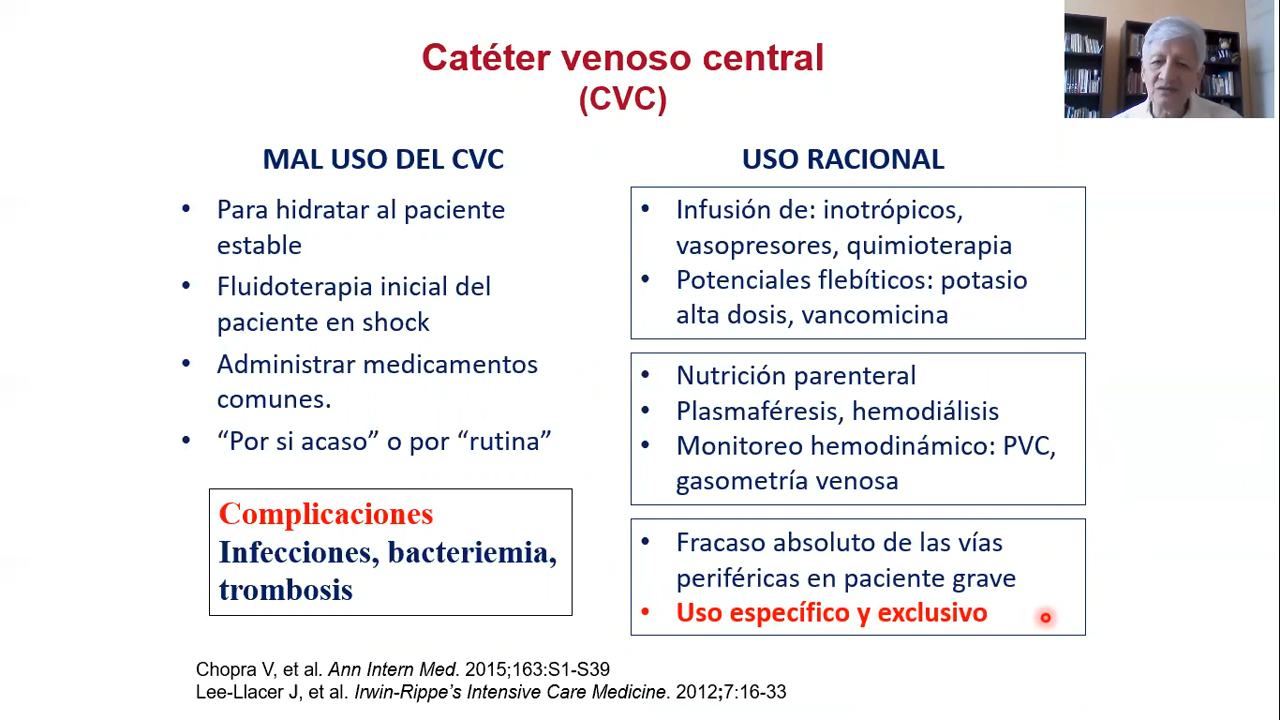 Catéter venoso central
(CVC)
MAL USO DEL CVC
• Para hidratar al paciente
estable
• Fluidoterapia inicial del
paciente en shock
• Administrar medicamentos
comunes.
• “Por si acaso” o por “rutina”
Complicaciones
Infecciones, bacteriemia,
trombosis
USO RACIONAL
• Infusión de: inotrópicos,
vasopresores, quimioterapia
• Potenciales flebíticos: potasio
alta dosis, vancomicina
• Nutrición parenteral
• Plasmaféresis, hemodiálisis
• Monitoreo hemodinámico: PVC,
gasometría venosa
• Fracaso absoluto de las vías
periféricas en paciente grave
• Uso específico y exclusivo
Chopra V, et al. Ann Intern Med. 2015;163:S1-S39
Lee-Llacer J, et al. Irwin-Rippe’s Intensive Care Medicine. 2012;7:16-33